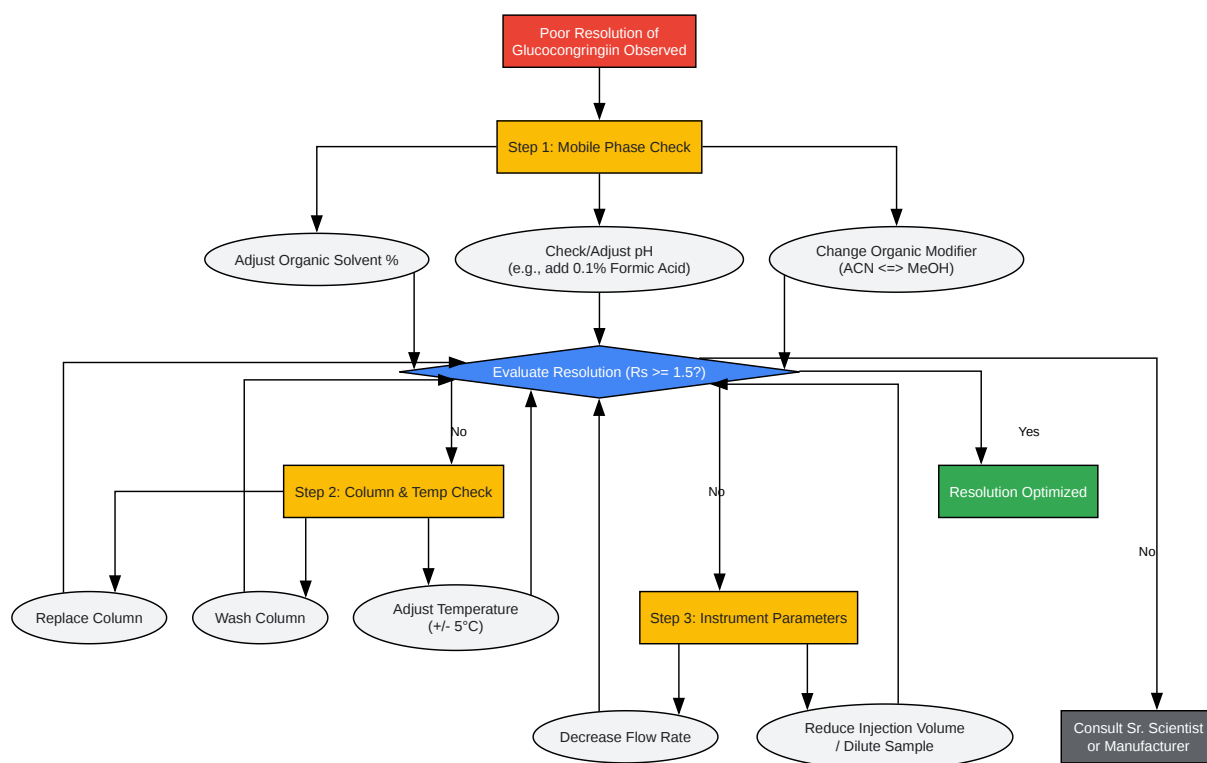 Poor Resolution of
Glucocongringiin Observed
Step 1: Mobile Phase Check
Adjust Organic Solvent %
Check/Adjust pH
(e.g., add 0.1% Formic Acid)
Change Organic Modifier
(ACN <=> MeOH)
Evaluate Resolution (Rs >= 1.5?)
No
Yes
Step 2: Column & Temp Check
No
Resolution Optimized
No
Replace Column
Wash Column
Adjust Temperature
(+/- 5°C)
Step 3: Instrument Parameters
Decrease Flow Rate
Reduce Injection Volume
/ Dilute Sample
Consult Sr. Scientist
or Manufacturer